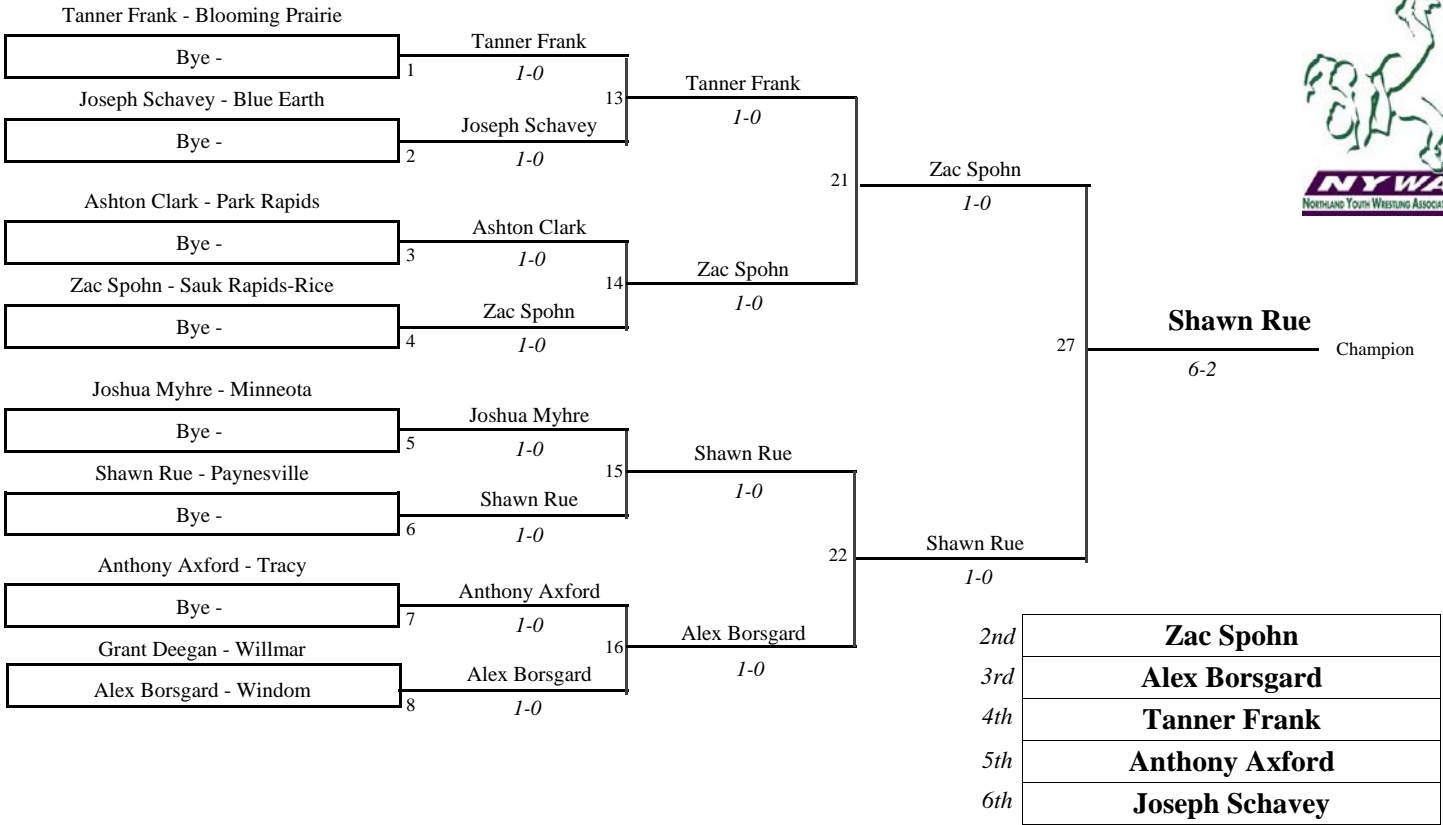 Tanner Frank - Blooming Prairie
Bye -
1
Joseph Schavey - Blue Earth
Bye -
2
Ashton Clark - Park Rapids
Bye -
3
Zac Spohn - Sauk Rapids-Rice
Bye -
4
Joshua Myhre - Minneota
Bye -
5
Shawn Rue - Paynesville
Bye -
6
Anthony Axford - Tracy
Bye -
7
Grant Deegan - Willmar
Alex Borsgard - Windom
8
Tanner Frank
1-0
13
Joseph Schavey
1-0
Ashton Clark
1-0
14
Zac Spohn
1-0
Joshua Myhre
1-0
15
Shawn Rue
1-0
Anthony Axford
1-0
16
Alex Borsgard
1-0
Tanner Frank
1-0
21
Zac Spohn
1-0
Shawn Rue
1-0
22
Alex Borsgard
1-0
Zac Spohn
1-0
27
Shawn Rue
1-0
Shawn Rue
Champion
6-2
NYWA
Northland Youth Wrestling
2nd Zac Spohn
3rd Alex Borsgard
4th Tanner Frank
5th Anthony Axford
6th Joseph Schavey